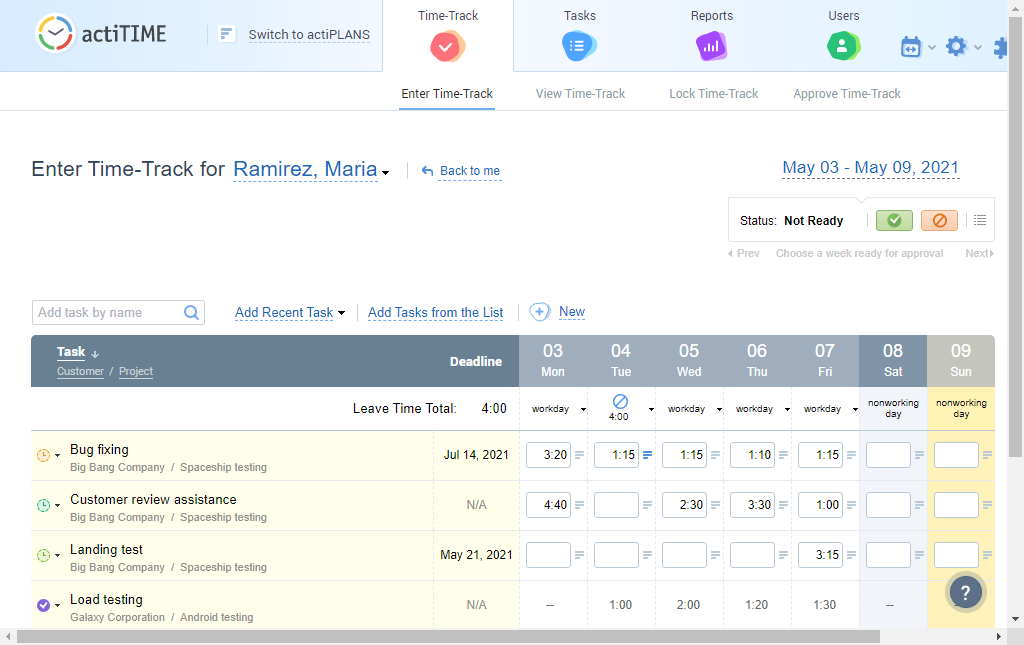 actiTIME
Switch to actiPLANS
Time-Track
Tasks
Reports
Users
Enter Time-Track
View Time-Track
Lock Time-Track
Approve Time-Track
Enter Time-Track for Ramirez, Maria
Back to me
May 03 - May 09, 2021
Status: Not Ready
Prev
Choose a week ready for approval
Next
Add task by name
Add Recent Task
Add Tasks from the List
New
Task
Customer / Project
Deadline
03 Mon
04 Tue
05 Wed
06 Thu
07 Fri
08 Sat
09 Sun
Leave Time Total: 4:00
workday
4:00
workday
workday
workday
nonworking day
nonworking day
Bug fixing
Big Bang Company / Spaceship testing
Jul 14, 2021
3:20 1:15 1:15 1:10 1:15
Customer review assistance
Big Bang Company / Spaceship testing
N/A
4:40 2:30 3:30 1:00
Landing test
Big Bang Company / Spaceship testing
May 21, 2021
3:15
?
Load testing
Galaxy Corporation / Android testing
N/A
-- 1:00 2:00 1:20 1:30 --